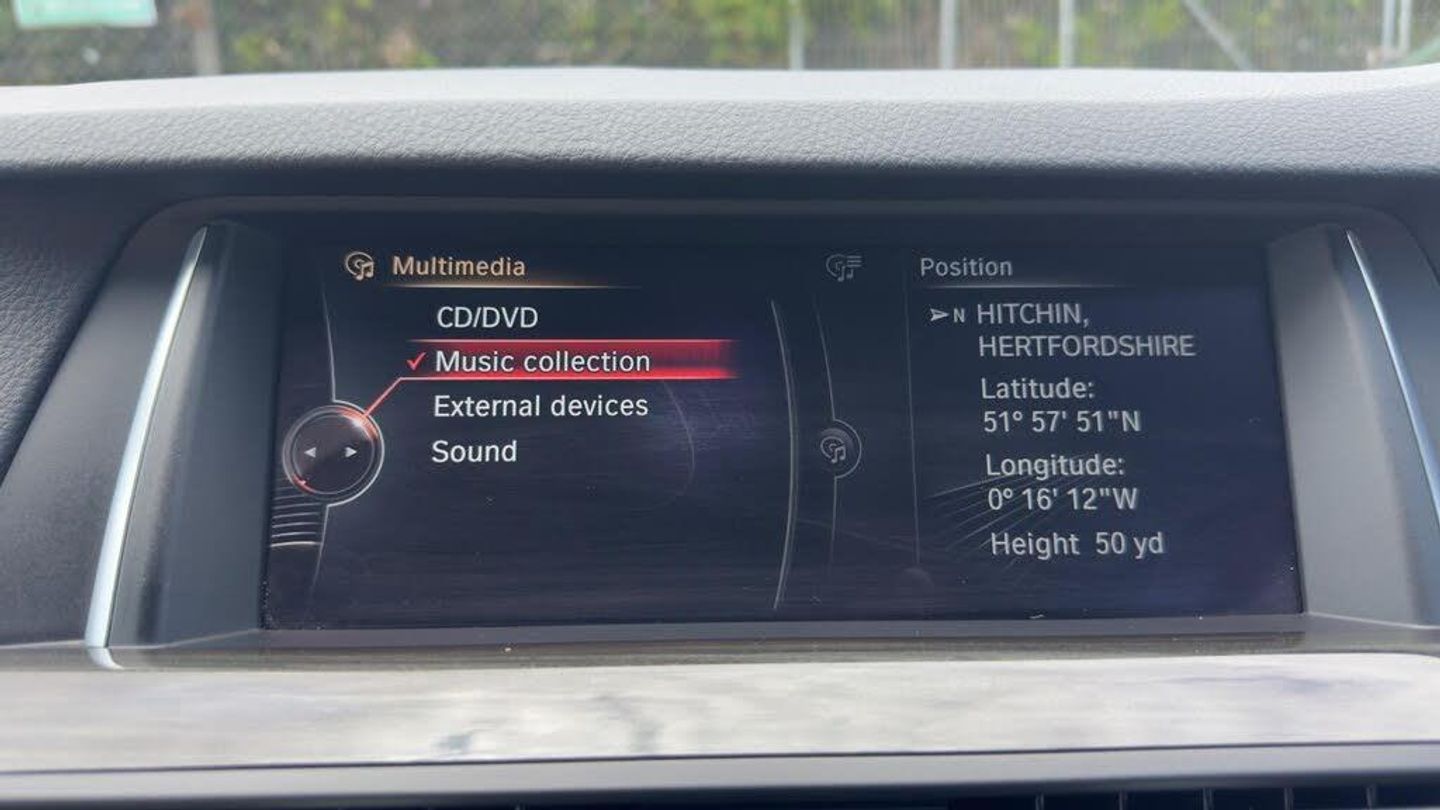 Multimedia
CD/DVD
Music collection
External devices
Sound
Position
N HITCHIN,
HERTFORDSHIRE
Latitude:
51° 57' 51"N
Longitude:
0° 16' 12"W
Height 50 yd